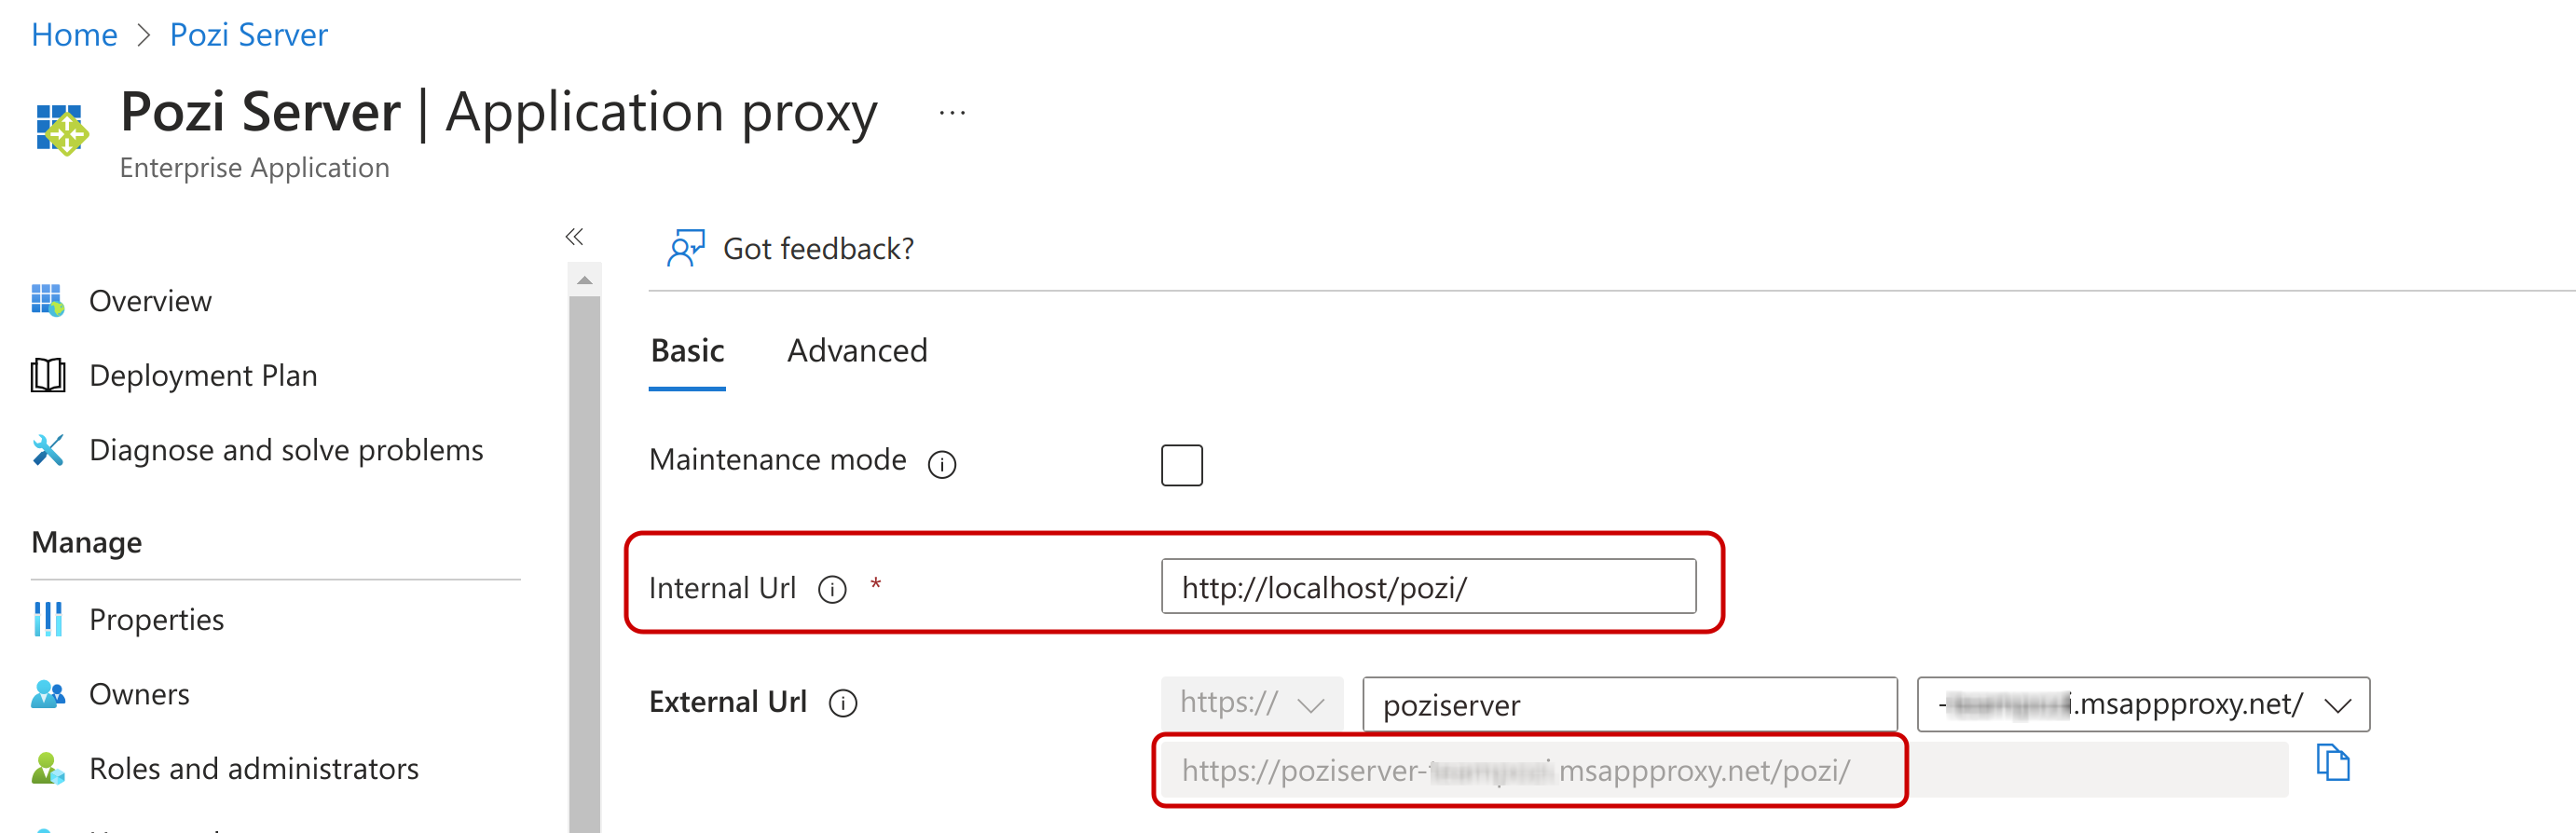 Home > Pozi Server
Pozi Server | Application proxy ...
Enterprise Application
«
Got feedback?
Overview
Deployment Plan
Diagnose and solve problems
Manage
Properties
Owners
Roles and administrators
Basic Advanced
Maintenance mode
Internal Url * http://localhost/pozi/
External Url https:// poziserver .msappproxy.net/
https://poziserver- .msappproxy.net/pozi/